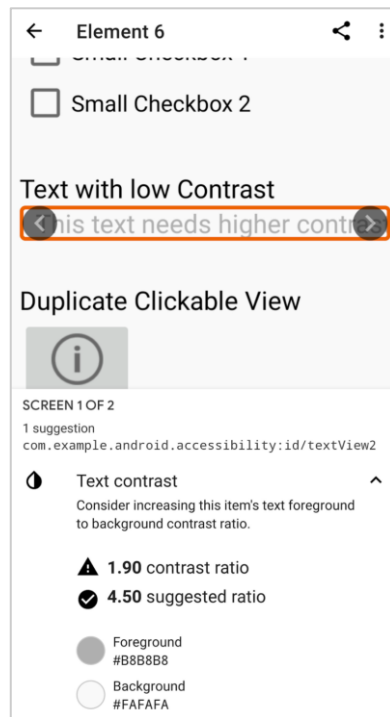 Element 6
Small Checkbox 2
Text with low Contrast
This text needs higher contrast
Duplicate Clickable View
i
SCREEN 1 OF 2
1 suggestion
com.example.android.accessibility:id/textView2
Text contrast
Consider increasing this item's text foreground
to background contrast ratio.
1.90 contrast ratio
4.50 suggested ratio
Foreground
#B8B8B8
Background
#FAFAFA